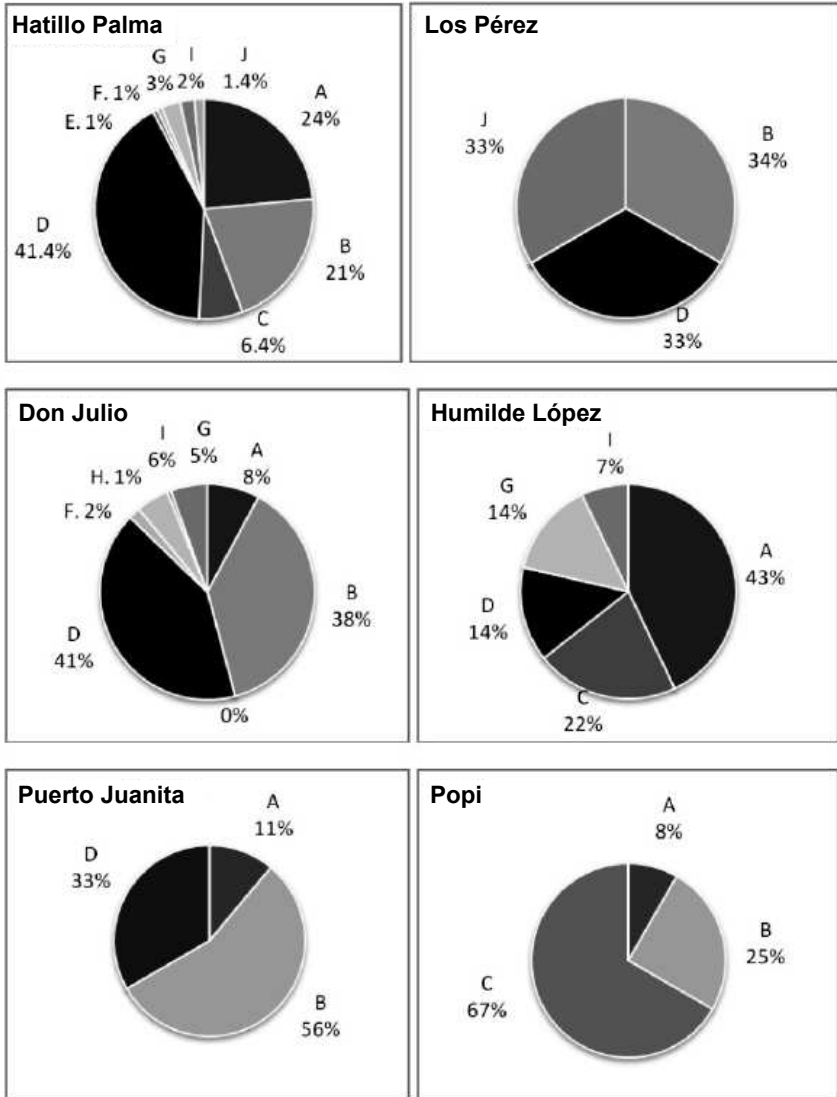 Hatillo Palma
G
3%
I
2%
J
1.4%
F. 1%
E. 1%
A
24%
D
41.4%
B
21%
C
6.4%
Los Pérez
J
33%
B
34%
D
33%
Don Julio
I
6%
G
5%
H. 1%
A
8%
F. 2%
B
38%
D
41%
0%
Humilde López
I
7%
G
14%
A
43%
D
14%
C
22%
Puerto Juanita
A
11%
D
33%
B
56%
Popi
A
8%
B
25%
C
67%